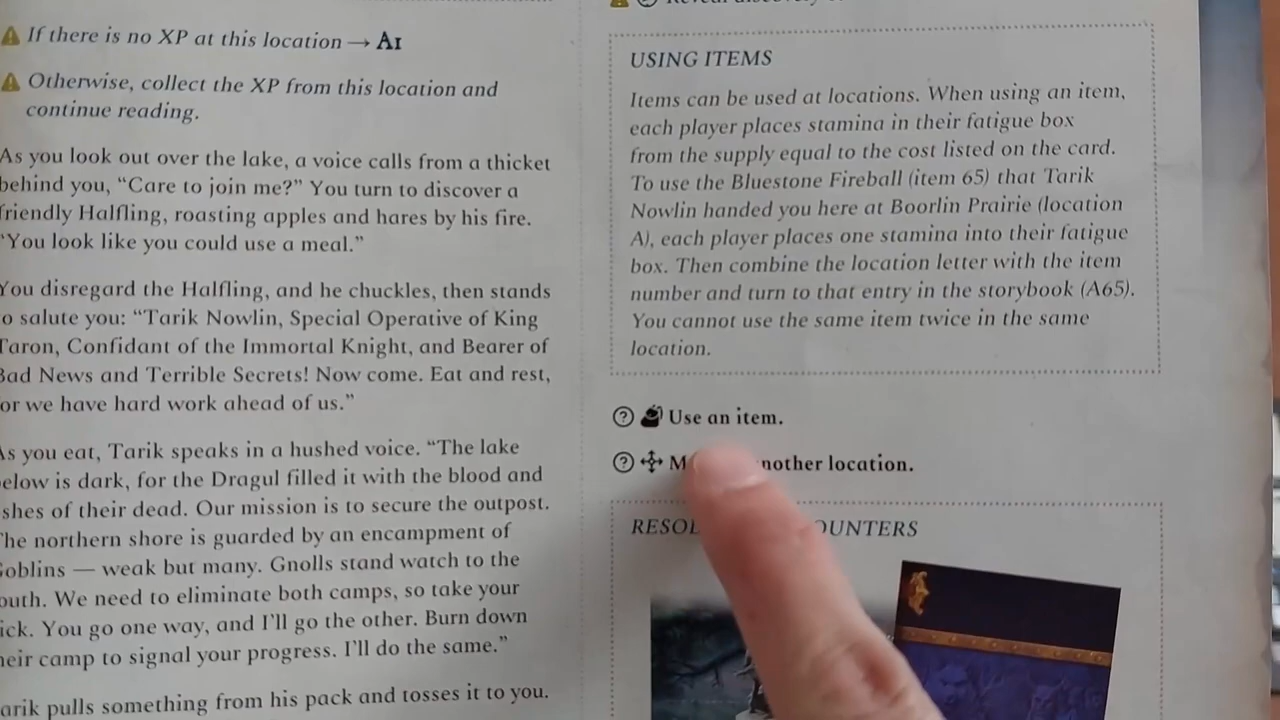 If there is no XP at this location → A1
Otherwise, collect the XP from this location and
continue reading.
As you look out over the lake, a voice calls from a thicket
behind you, “Care to join me?” You turn to discover a
friendly Halfling, roasting apples and hares by his fire.
“You look like you could use a meal.”
You disregard the Halfling, and he chuckles, then stands
to salute you: “Tarik Nowlin, Special Operative of King
Taron, Confidant of the Immortal Knight, and Bearer of
Bad News and Terrible Secrets! Now come. Eat and rest,
for we have hard work ahead of us.”
As you eat, Tarik speaks in a hushed voice. “The lake
below is dark, for the Dragul filled it with the blood and
ashes of their dead. Our mission is to secure the outpost.
The northern shore is guarded by an encampment of
Goblins — weak but many. Gnolls stand watch to the
south. We need to eliminate both camps, so take your
pick. You go one way, and I’ll go the other. Burn down
their camp to signal your progress. I’ll do the same.”
Tarik pulls something from his pack and tosses it to you.
Reveal
USING ITEMS
Items can be used at locations. When using an item,
each player places stamina in their fatigue box
from the supply equal to the cost listed on the card.
To use the Bluestone Fireball (item 65) that Tarik
Nowlin handed you here at Boorlin Prairie (location
A), each player places one stamina into their fatigue
box. Then combine the location letter with the item
number and turn to that entry in the storybook (A65).
You cannot use the same item twice in the same
location.
? Use an item.
? another location.